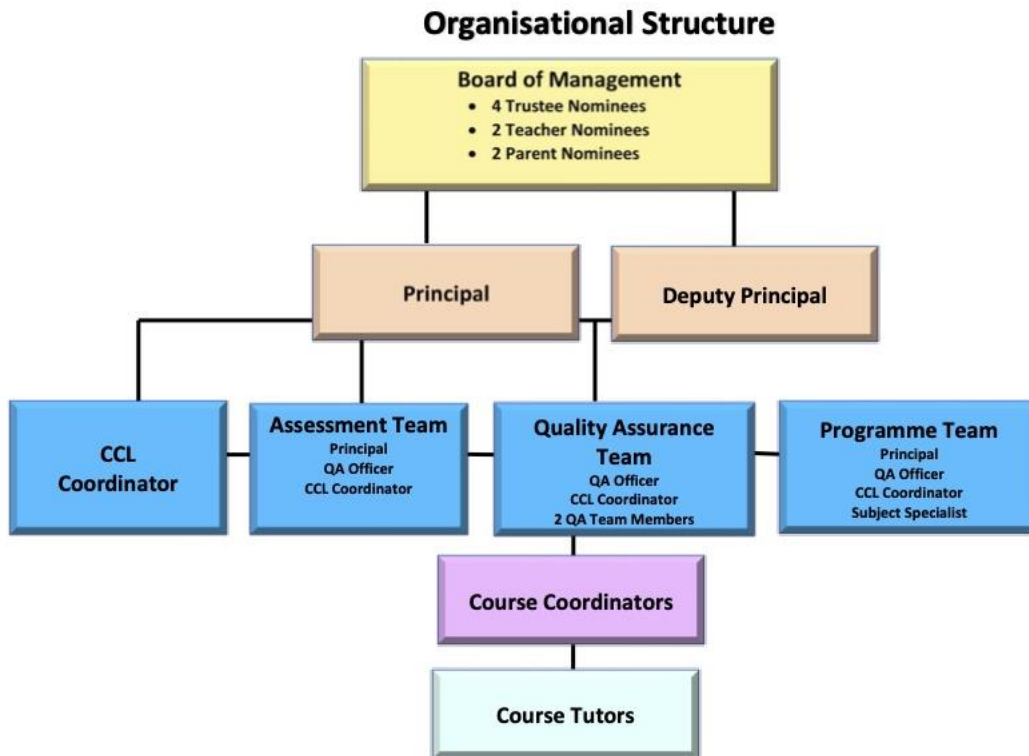 Organisational Structure
Board of Management
• 4 Trustee Nominees
• 2 Teacher Nominees
• 2 Parent Nominees
Principal
Deputy Principal
CCL
Coordinator
Assessment Team
Principal
QA Officer
CCL Coordinator
Quality Assurance
Team
QA Officer
CCL Coordinator
2 QA Team Members
Programme Team
Principal
QA Officer
CCL Coordinator
Subject Specialist
Course Coordinators
Course Tutors